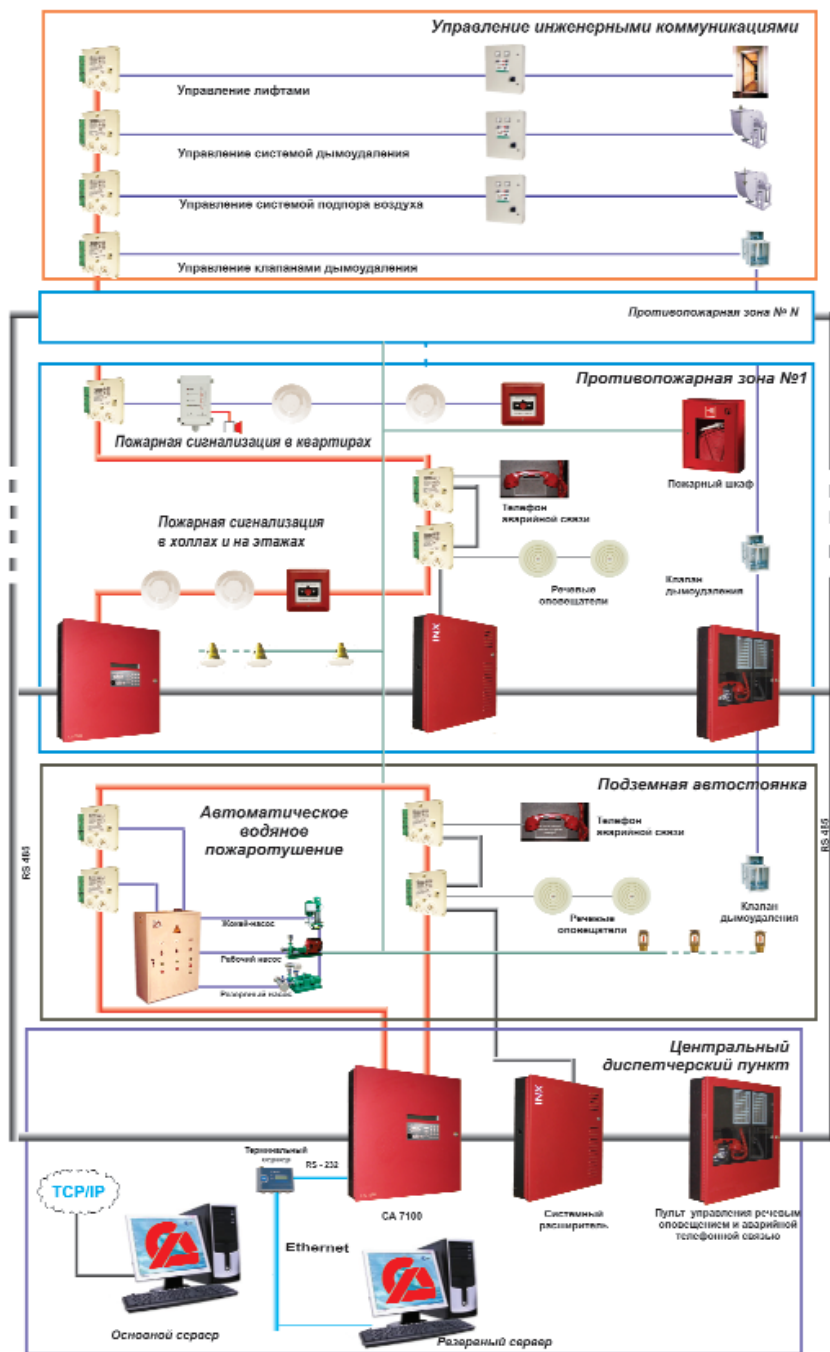 Управление инженерными коммуникациями
Управление лифтами
Управление системой дымоудаления
Управление системой подпора воздуха
Управление клапанами дымоудаления
Противопожарная зона № N
Противопожарная зона №1
Пожарная сигнализация в квартирах
Пожарный шкаф
Телефон
аварийной связи
Пожарная сигнализация
в холлах и на этажах
Речевые
оповещатели
Клапан
дымоудаления
INX
Подземная автостоянка
Автоматическое
водяное
пожаротушение
Телефон
аварийной связи
RS 485
RS 485
Жокей-насос
Рабочий насос
Резервный насос
Речевые
оповещатели
Клапан
дымоудаления
Центральный
диспетчерский пункт
INX
Терминальный
сервер
RS - 232
TCP/IP
CA 7100
Системный
расширитель
Пульт управления речевым
оповещением и аварийной
телефонной связью
Ethernet
Основной сервер
Резервный сервер